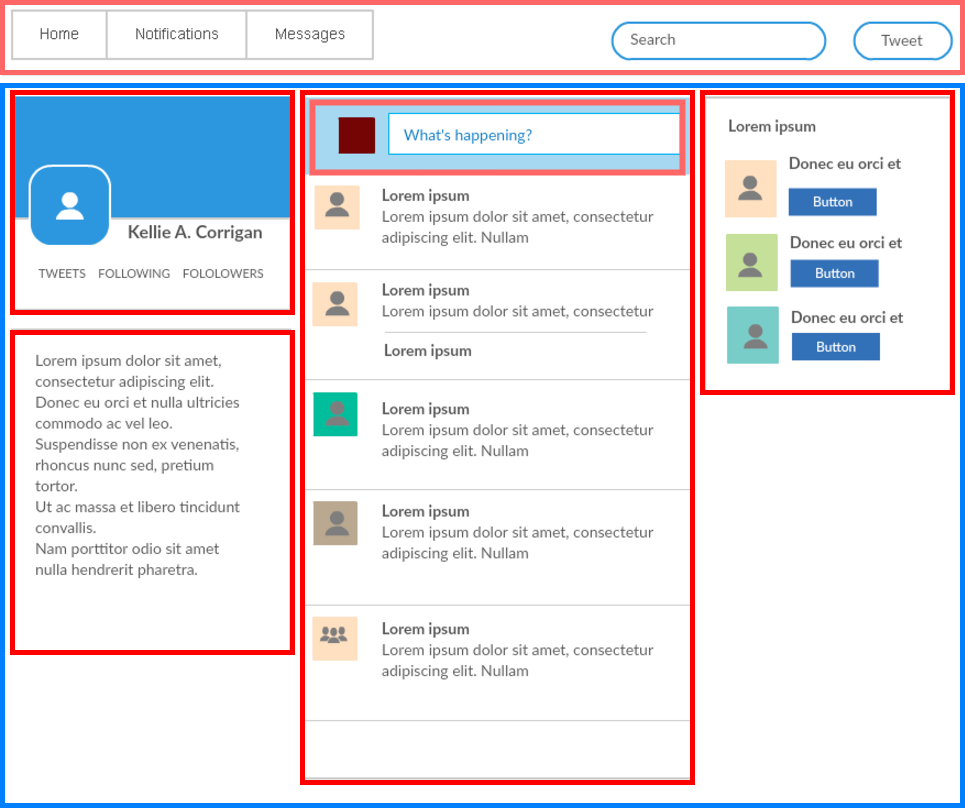 Home
Notifications
Messages
Search
Tweet
Kellie A. Corrigan
TWEETS FOLLOWING FOLOLOWERS
Lorem ipsum dolor sit amet,
consectetur adipiscing elit.
Donec eu orci et nulla ultricies
commodo ac vel leo.
Suspendisse non ex venenatis,
rhoncus nunc sed, pretium
tortor.
Ut ac massa et libero tincidunt
convallis.
Nam porttitor odio sit amet
nulla hendrerit pharetra.
What's happening?
Lorem ipsum
Lorem ipsum dolor sit amet, consectetur
adipiscing elit. Nullam
Lorem ipsum
Lorem ipsum dolor sit amet, consectetur
Lorem ipsum
Lorem ipsum
Lorem ipsum dolor sit amet, consectetur
adipiscing elit. Nullam
Lorem ipsum
Lorem ipsum dolor sit amet, consectetur
adipiscing elit. Nullam
Lorem ipsum
Lorem ipsum dolor sit amet, consectetur
adipiscing elit. Nullam
Lorem ipsum
Donec eu orci et
Button
Donec eu orci et
Button
Donec eu orci et
Button